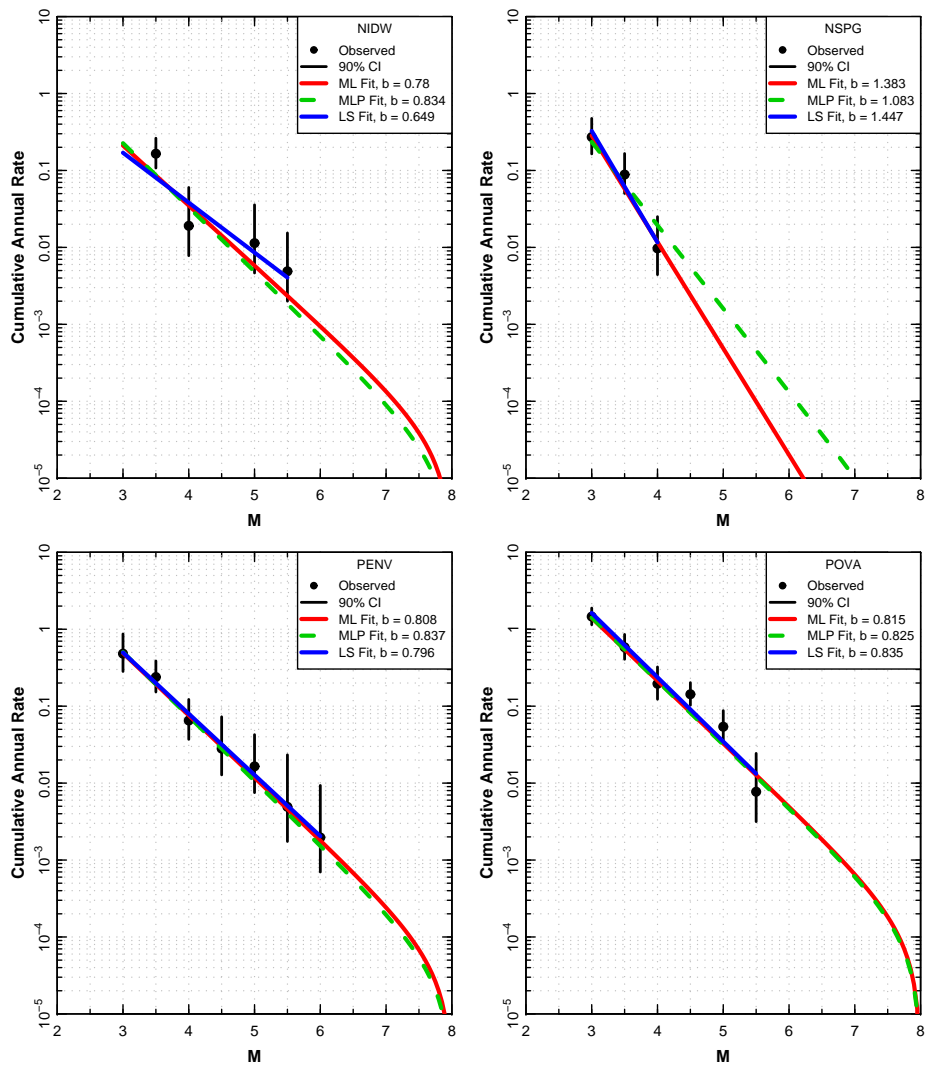 NIDW
Observed
90% CI
ML Fit, b = 0.78
MLP Fit, b = 0.834
LS Fit, b = 0.649
Cumulative Annual Rate
10
1
0.1
0.01
10⁻³
10⁻⁴
10⁻⁵
2 3 4 5 6 7 8
M
NSPG
Observed
90% CI
ML Fit, b = 1.383
MLP Fit, b = 1.083
LS Fit, b = 1.447
Cumulative Annual Rate
10
1
0.1
0.01
10⁻³
10⁻⁴
10⁻⁵
2 3 4 5 6 7 8
M
PENV
Observed
90% CI
ML Fit, b = 0.808
MLP Fit, b = 0.837
LS Fit, b = 0.796
Cumulative Annual Rate
10
1
0.1
0.01
10⁻³
10⁻⁴
10⁻⁵
2 3 4 5 6 7 8
M
POVA
Observed
90% CI
ML Fit, b = 0.815
MLP Fit, b = 0.825
LS Fit, b = 0.835
Cumulative Annual Rate
10
1
0.1
0.01
10⁻³
10⁻⁴
10⁻⁵
2 3 4 5 6 7 8
M